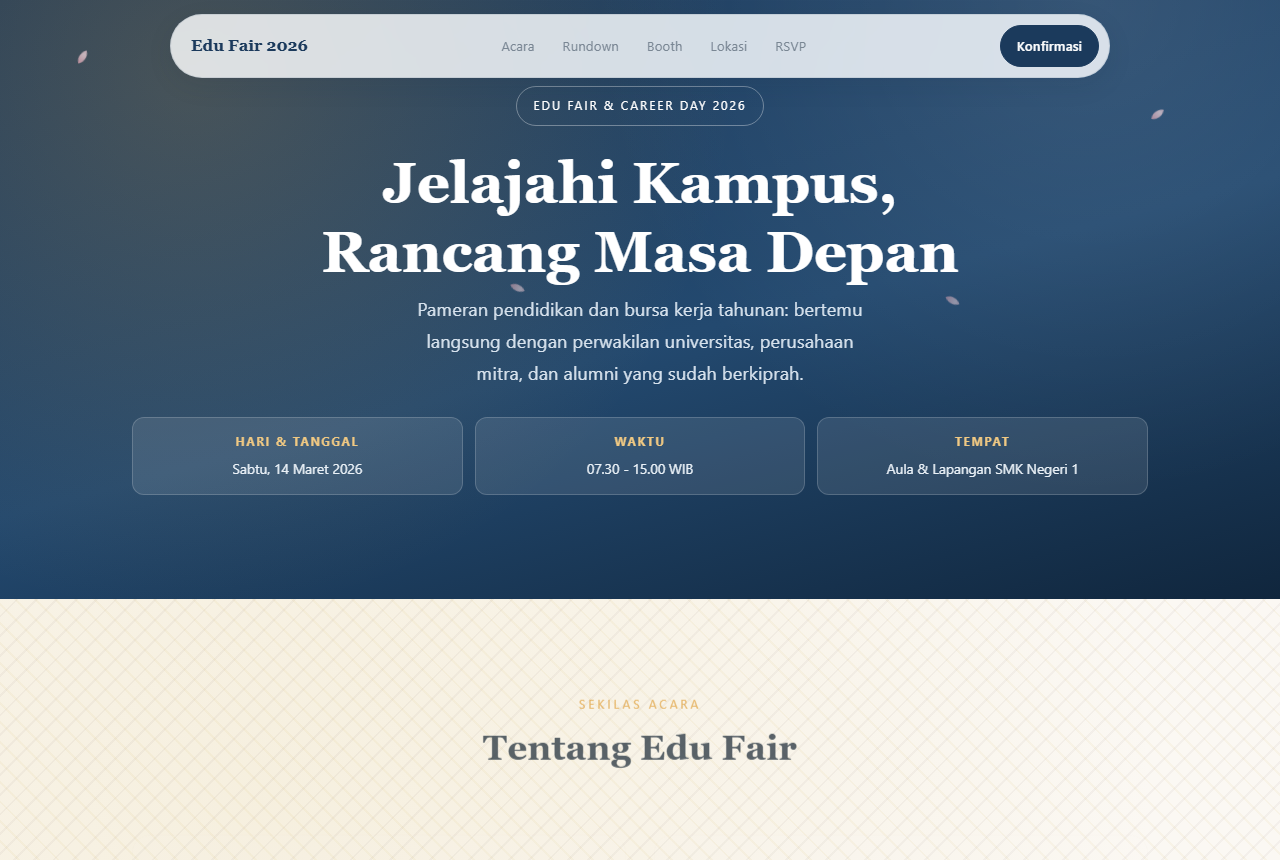 Edu Fair 2026
Acara
Rundown
Booth
Lokasi
RSVP
Konfirmasi
EDU FAIR & CAREER DAY 2026
Jelajahi Kampus,
Rancang Masa Depan
Pameran pendidikan dan bursa kerja tahunan: bertemu
langsung dengan perwakilan universitas, perusahaan
mitra, dan alumni yang sudah berkiprah.
HARI & TANGGAL
Sabtu, 14 Maret 2026
WAKTU
07.30 - 15.00 WIB
TEMPAT
Aula & Lapangan SMK Negeri 1
SEKILAS ACARA
Tentang Edu Fair